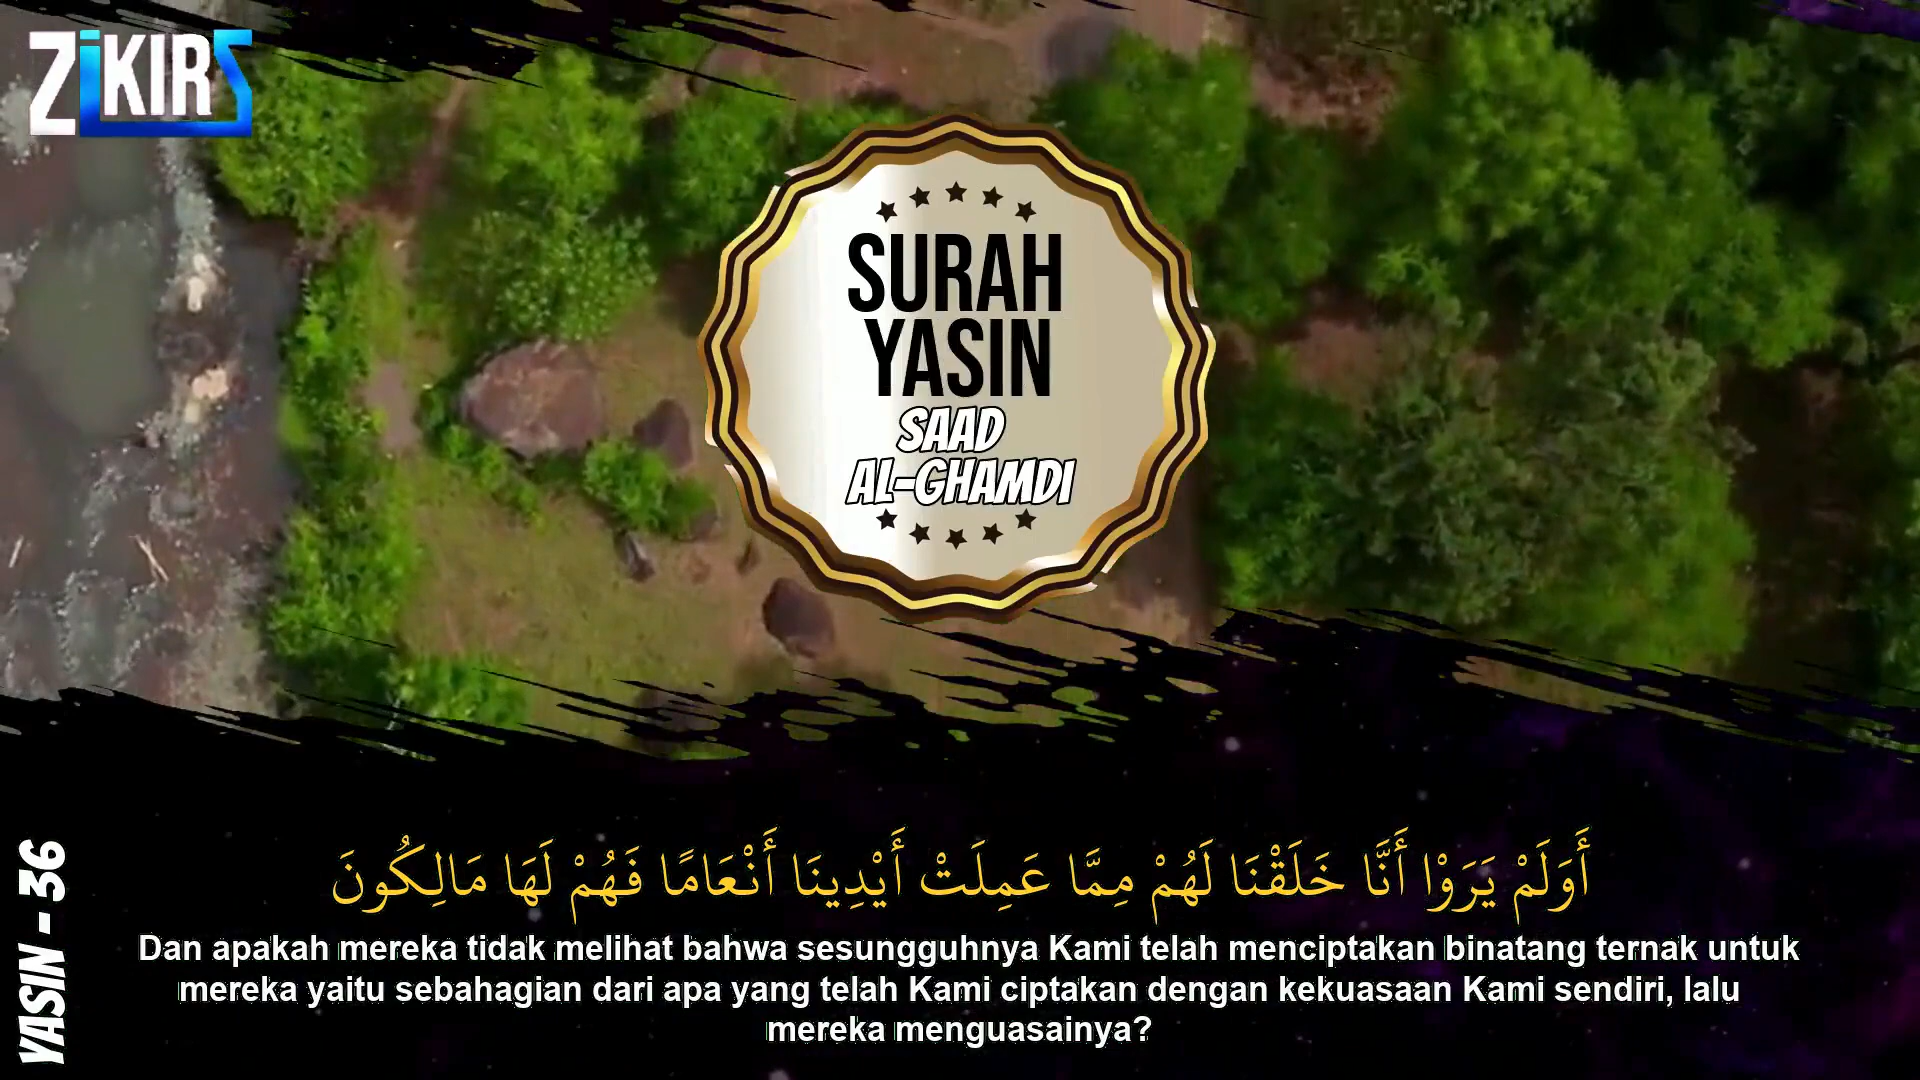 ZiKIRS
SURAH
YASIN
SAAD
AL-GHAMDI
YASIN - 36
أَوَلَمْ يَرَوْا أَنَّا خَلَقْنَا لَهُمْ مِمَّا عَمِلَتْ أَيْدِينَا أَنْعَامًا فَهُمْ لَهَا مَالِكُونَ
Dan apakah mereka tidak melihat bahwa sesungguhnya Kami telah menciptakan binatang ternak untuk
mereka yaitu sebahagian dari apa yang telah Kami ciptakan dengan kekuasaan Kami sendiri, lalu
mereka menguasainya?